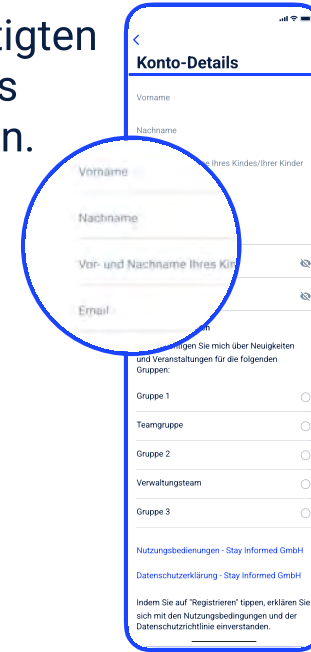 tigten
s
n.
Konto-Details
Vorname
Nachname
Ihres Kindes/Ihrer Kinder
Vorname
Nachname
Vor- und Nachname Ihres Kin
Email
n
igen Sie mich über Neuigkeiten
und Veranstaltungen für die folgenden
Gruppen:
Gruppe 1
Teamgruppe
Gruppe 2
Verwaltungsteam
Gruppe 3
Nutzungsbedienungen - Stay Informed GmbH
Datenschutzerklärung - Stay Informed GmbH
Indem Sie auf "Registrieren" tippen, erklären Sie
sich mit den Nutzungsbedingungen und der
Datenschutzrichtlinie einverstanden.